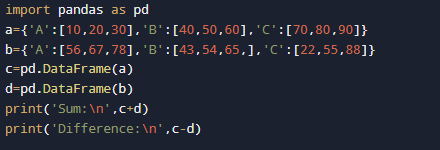 import pandas as pd
a={'A':[10,20,30],'B':[40,50,60],'C':[70,80,90]}
b={'A':[56,67,78],'B':[43,54,65,],'C':[22,55,88]}
c=pd.DataFrame(a)
d=pd.DataFrame(b)
print('Sum:\n',c+d)
print('Difference:\n',c-d)